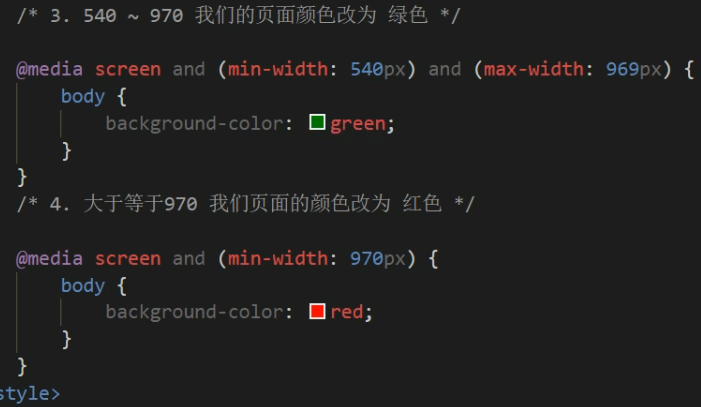 /* 3. 540 ~ 970 我们的页面颜色改为 绿色 */
@media screen and (min-width: 540px) and (max-width: 969px) {
body {
background-color: green;
}
}
/* 4. 大于等于970 我们页面的颜色改为 红色 */
@media screen and (min-width: 970px) {
body {
background-color: red;
}
}
style>